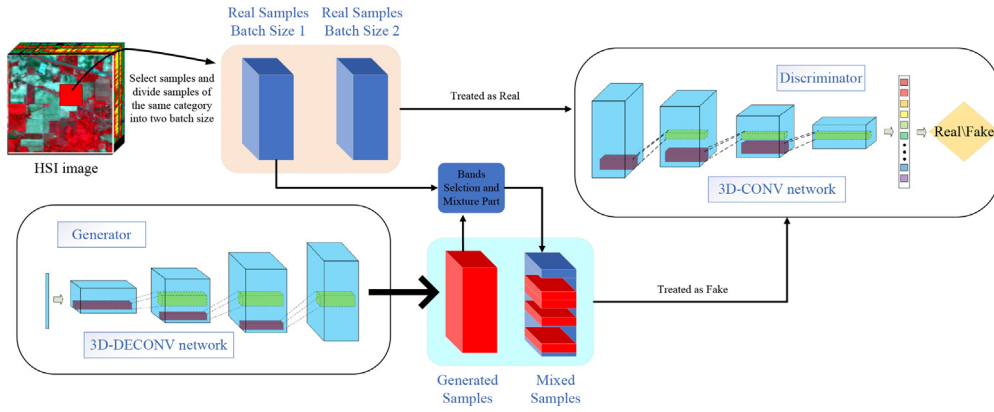 Real Samples
Batch Size 1
Real Samples
Batch Size 2
Select samples and
divide samples of
the same category
into two batch size
HSI image
Treated as Real
Discriminator
Real\Fake
3D-CONV network
Bands
Seletion and
Mixture Part
Generator
3D-DECONV network
Treated as Fake
Generated
Samples
Mixed
Samples